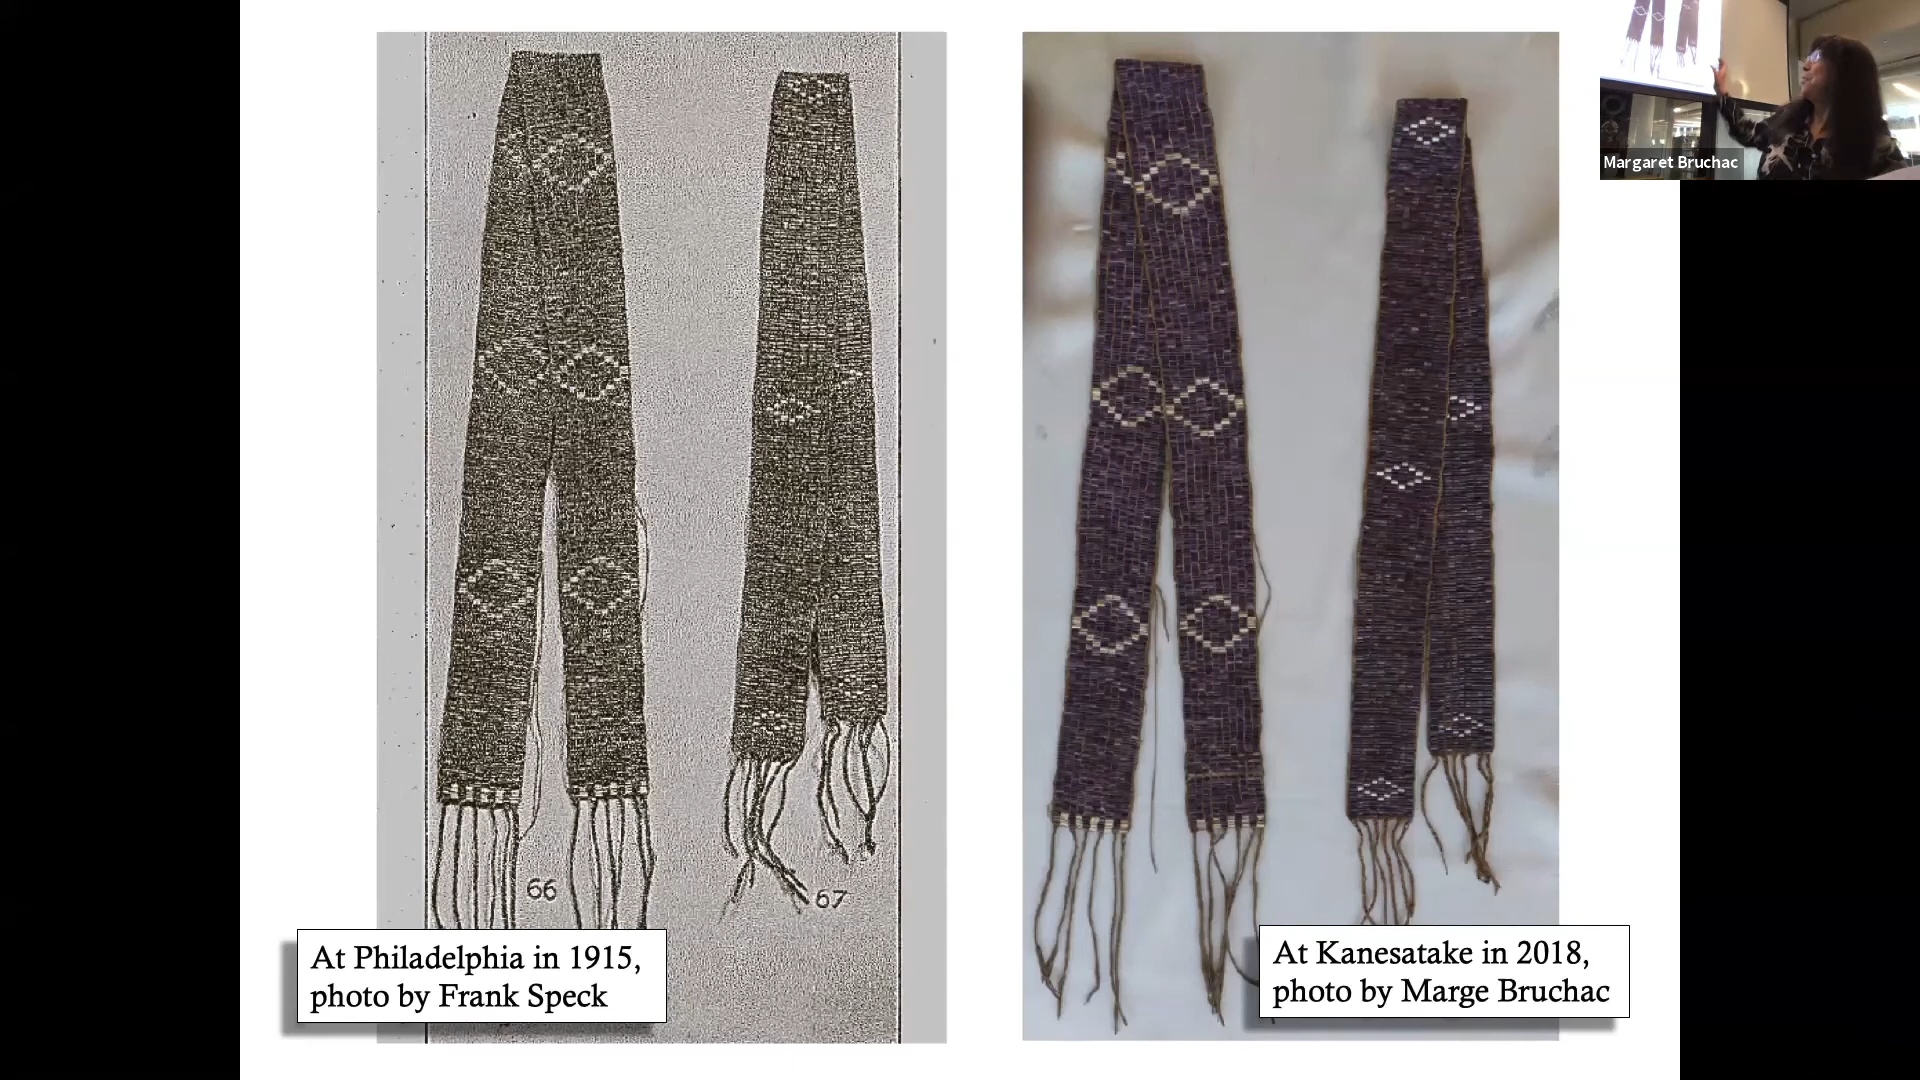 Margaret Bruchac
66
67
At Philadelphia in 1915,
photo by Frank Speck
At Kanesatake in 2018,
photo by Marge Bruchac